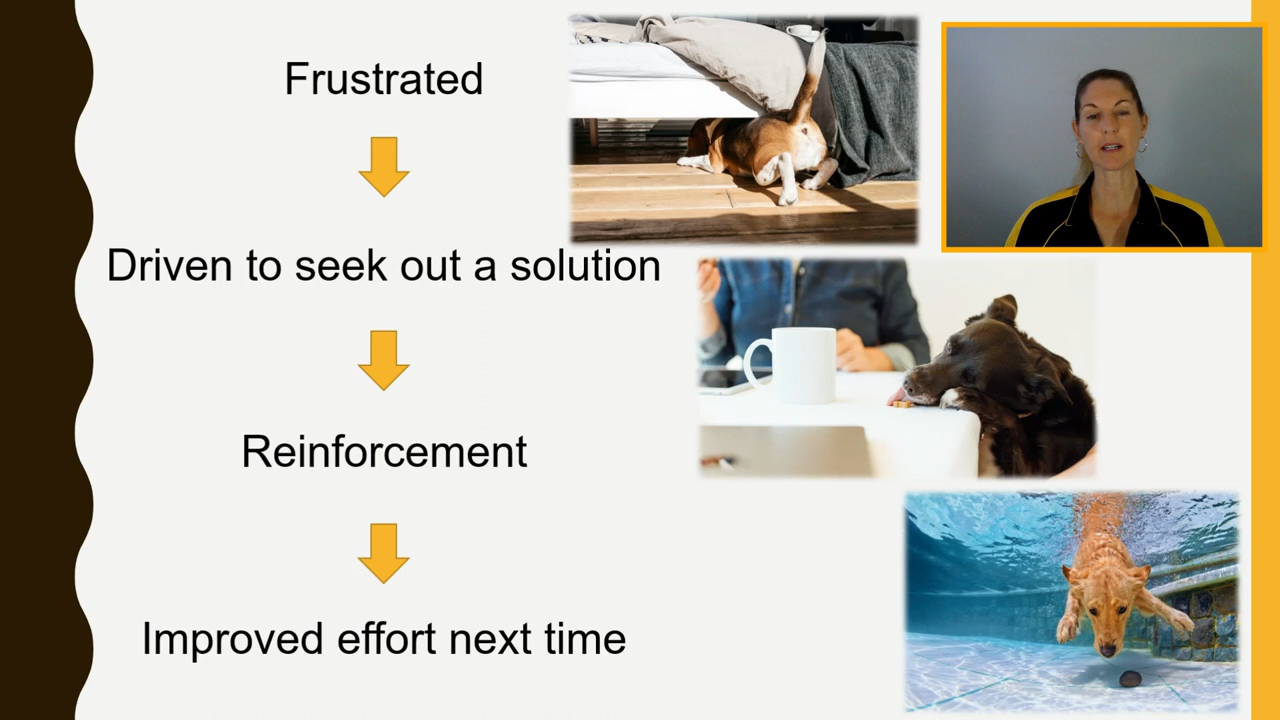 Frustrated
Driven to seek out a solution
Reinforcement
Improved effort next time